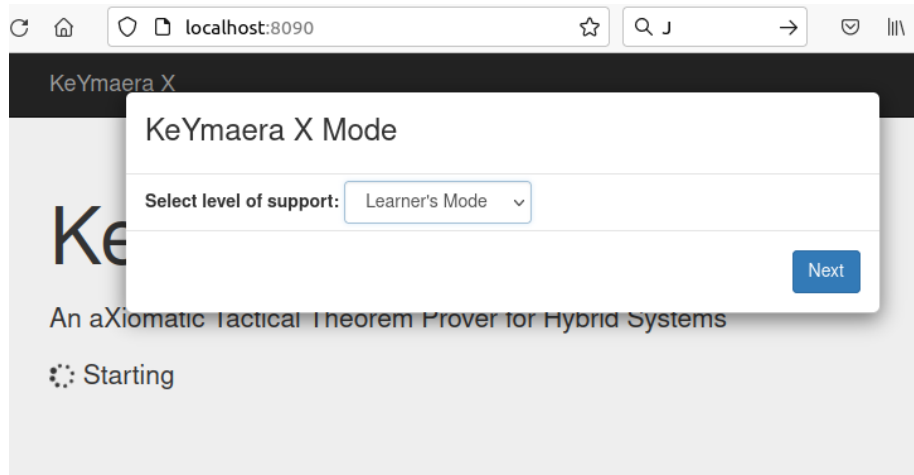 localhost:8090
J
KeYmaera X
KeYmaera X Mode
Select level of support: Learner's Mode
Ke
Next
An aXiomatic Tactical Theorem Prover for Hybrid Systems
Starting